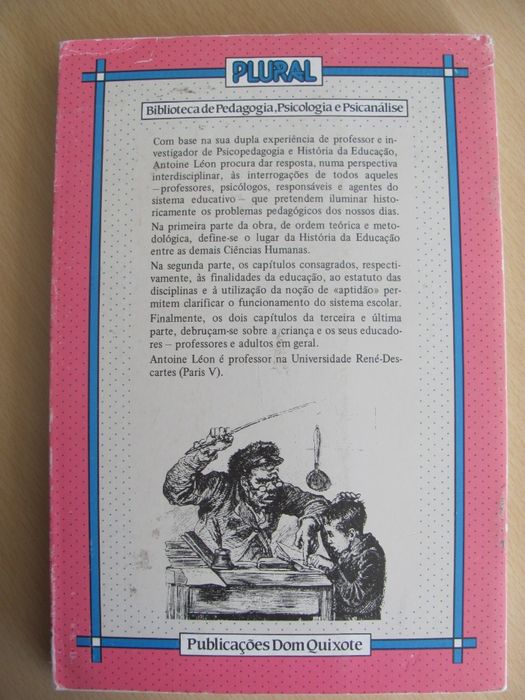 PLURAL
Biblioteca de Pedagogia, Psicologia e Psicanálise
Com base na sua dupla experiência de professor e in-
vestigador de Psicopedagogia e História da Educação,
Antoine Léon procura dar resposta, numa perspectiva
interdisciplinar, às interrogações de todos aqueles
–professores, psicólogos, responsáveis e agentes do
sistema educativo – que pretendem iluminar histo-
ricamente os problemas pedagógicos dos nossos dias.
Na primeira parte da obra, de ordem teórica e meto-
dológica, define-se o lugar da História da Educação
entre as demais Ciências Humanas.
Na segunda parte, os capítulos consagrados, respecti-
vamente, às finalidades da educação, ao estatuto das
disciplinas e à utilização da noção de «aptidão» per-
mitem clarificar o funcionamento do sistema escolar.
Finalmente, os dois capítulos da terceira e última
parte, debruçam-se sobre a criança e os seus educado-
res – professores e adultos em geral.
Antoine Léon é professor na Universidade René-Des-
cartes (Paris V).
Publicações Dom Quixote